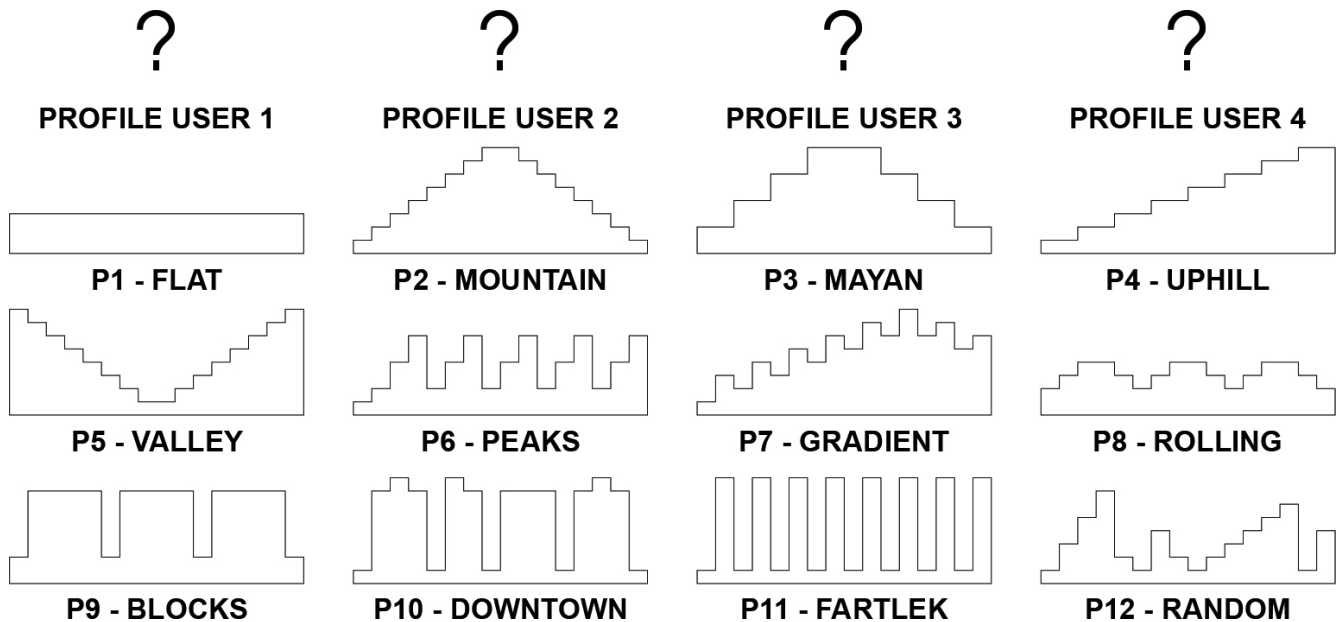 ? ? ? ?
PROFILE USER 1 PROFILE USER 2 PROFILE USER 3 PROFILE USER 4
P1 - FLAT P2 - MOUNTAIN P3 - MAYAN P4 - UPHILL
P5 - VALLEY P6 - PEAKS P7 - GRADIENT P8 - ROLLING
P9 - BLOCKS P10 - DOWNTOWN P11 - FARTLEK P12 - RANDOM